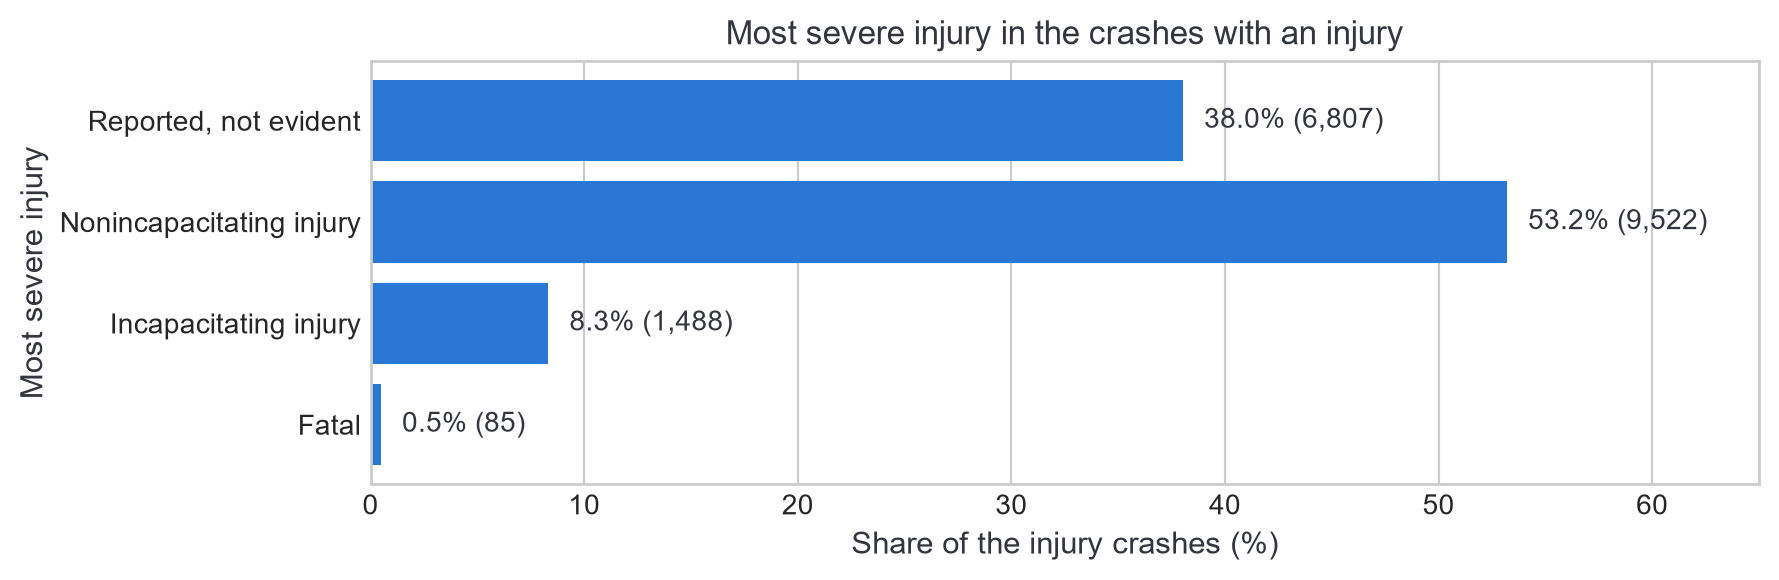 Most severe injury in the crashes with an injury
Most severe injury
Reported, not evident
38.0% (6,807)
Nonincapacitating injury
53.2% (9,522)
Incapacitating injury
8.3% (1,488)
Fatal
0.5% (85)
0 10 20 30 40 50 60
Share of the injury crashes (%)